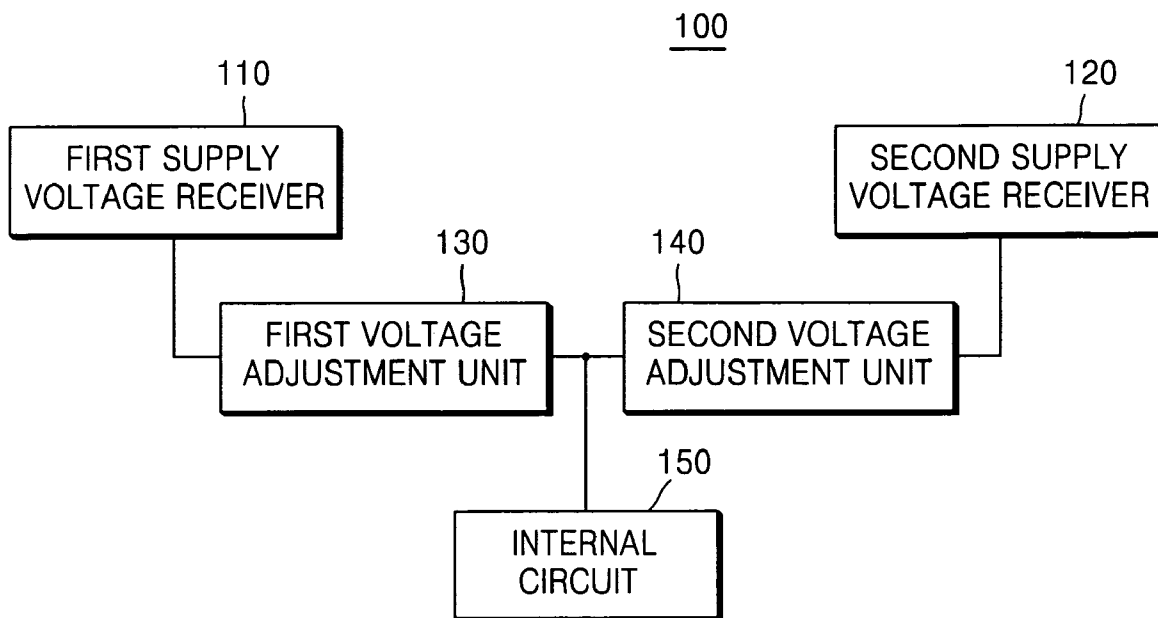 100
110
120
FIRST SUPPLY
VOLTAGE RECEIVER
SECOND SUPPLY
VOLTAGE RECEIVER
130
140
FIRST VOLTAGE
ADJUSTMENT UNIT
SECOND VOLTAGE
ADJUSTMENT UNIT
150
INTERNAL
CIRCUIT